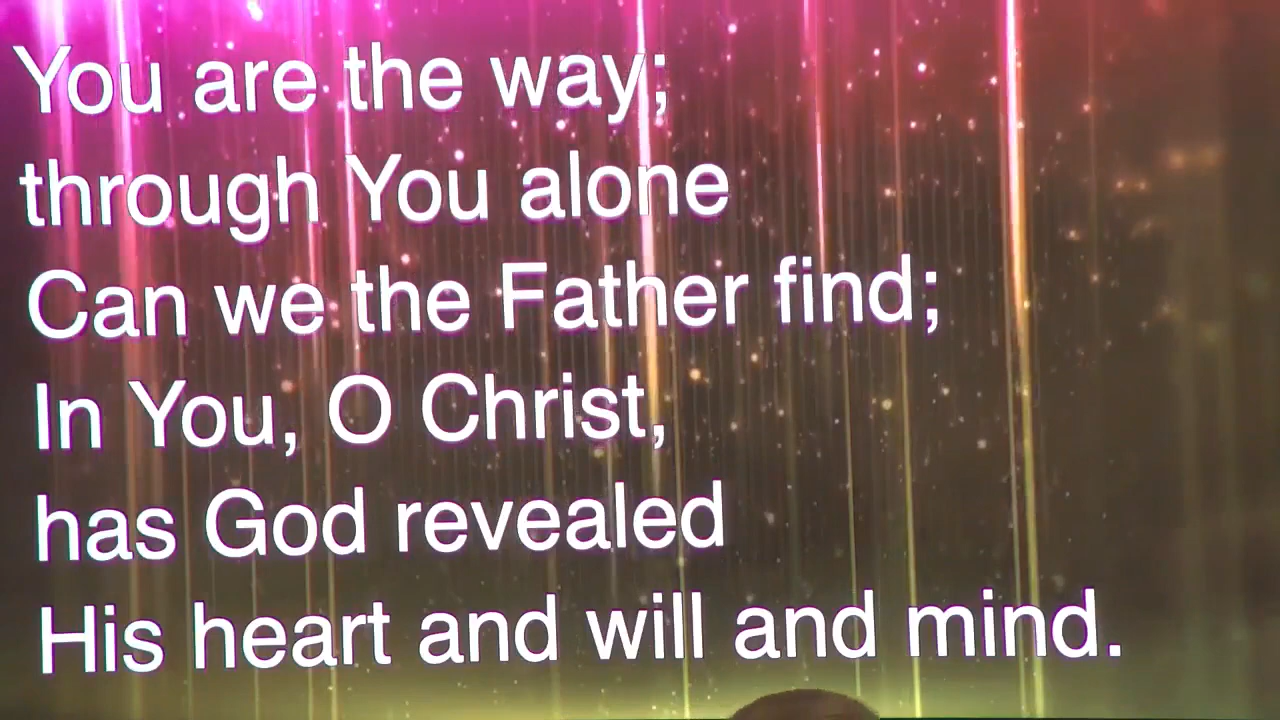 You are the way;
through You alone
Can we the Father find;
In You, O Christ,
has God revealed
His heart and will and mind.